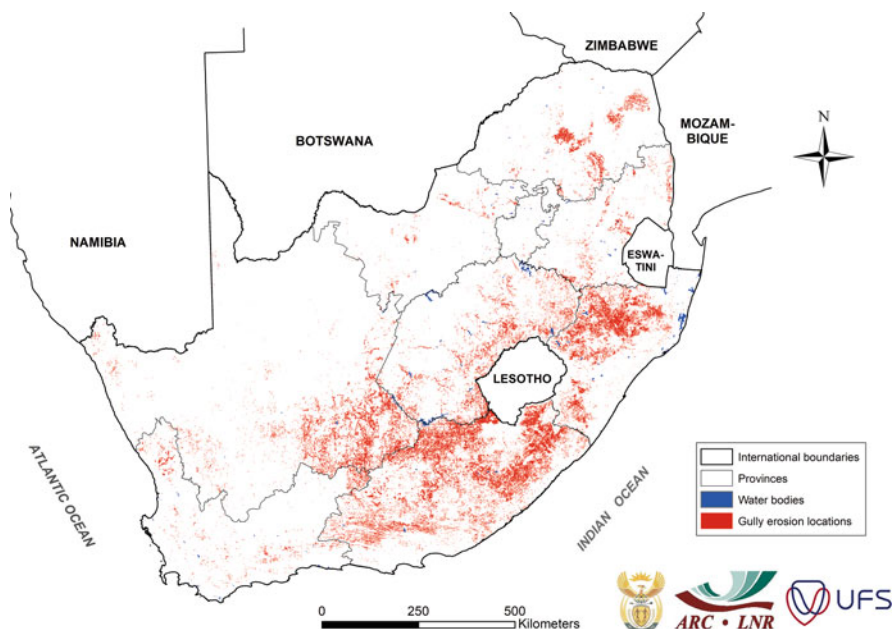 ZIMBABWE
MOZAM-
BIQUE
BOTSWANA
N
NAMIBIA
ESWA-
TINI
LESOTHO
ATLANTIC OCEAN
INDIAN OCEAN
International boundaries
Provinces
Water bodies
Gully erosion locations
0 250 500
Kilometers
ARC • LNR
UFS